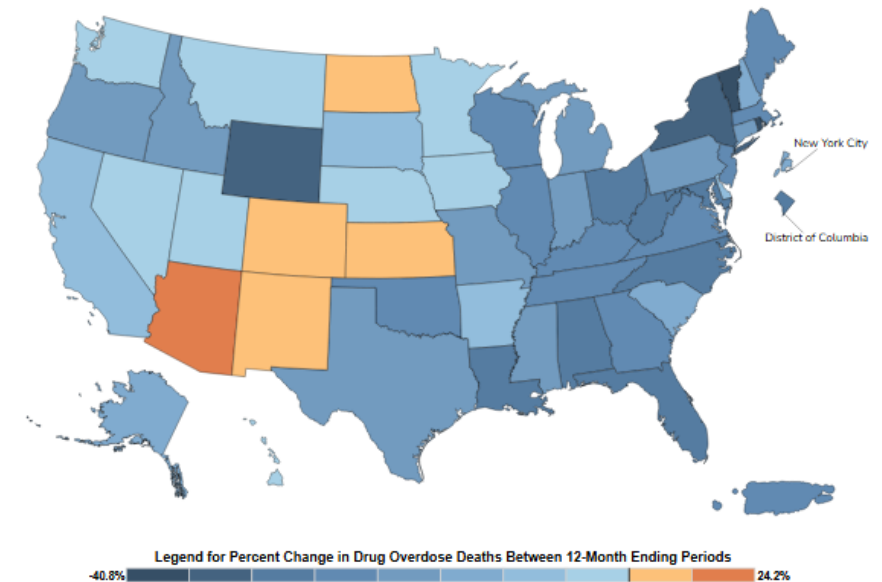 New York City
District of Columbia
Legend for Percent Change in Drug Overdose Deaths Between 12-Month Ending Periods
-40.8% 24.2%